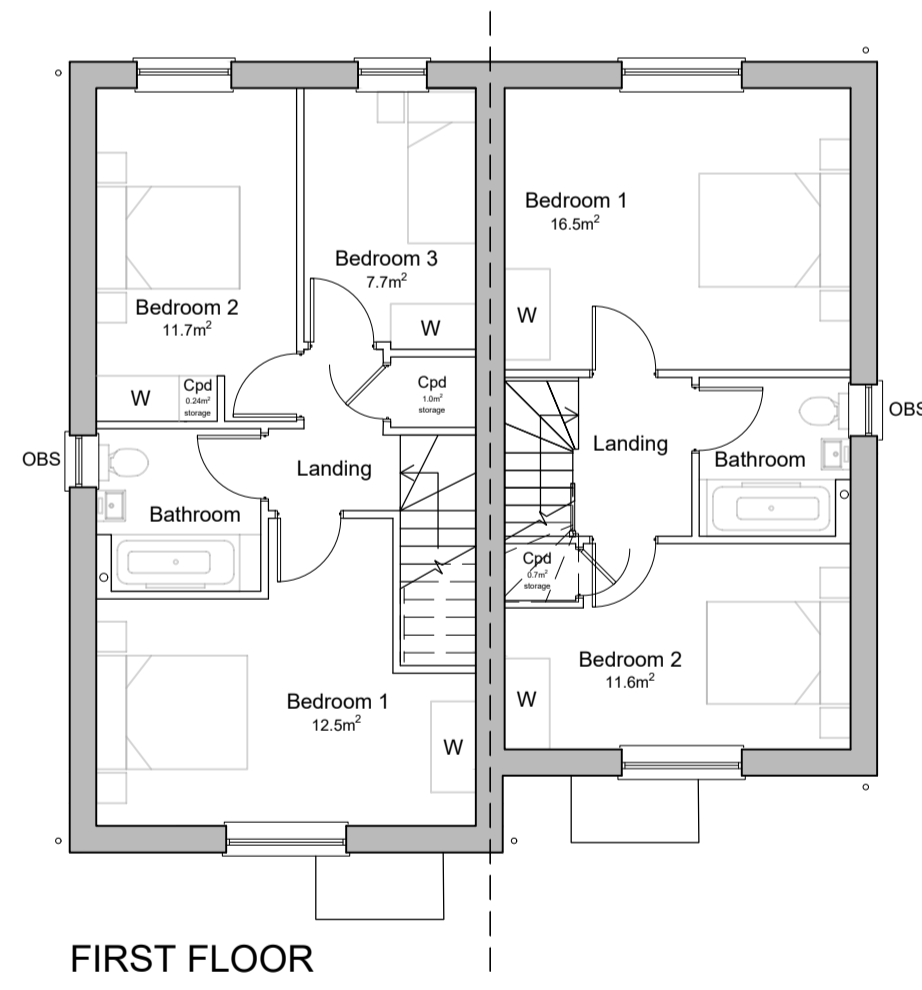 Bedroom 2
11.7m²
W
Cpd
0.24m²
storage
Bedroom 3
7.7m²
W
Cpd
1.0m²
storage
OBS
Bathroom
Landing
Bedroom 1
12.5m²
W
Bedroom 1
16.5m²
W
Landing
Bathroom
OBS
Cpd
0.7m²
storage
Bedroom 2
11.6m²
W
FIRST FLOOR